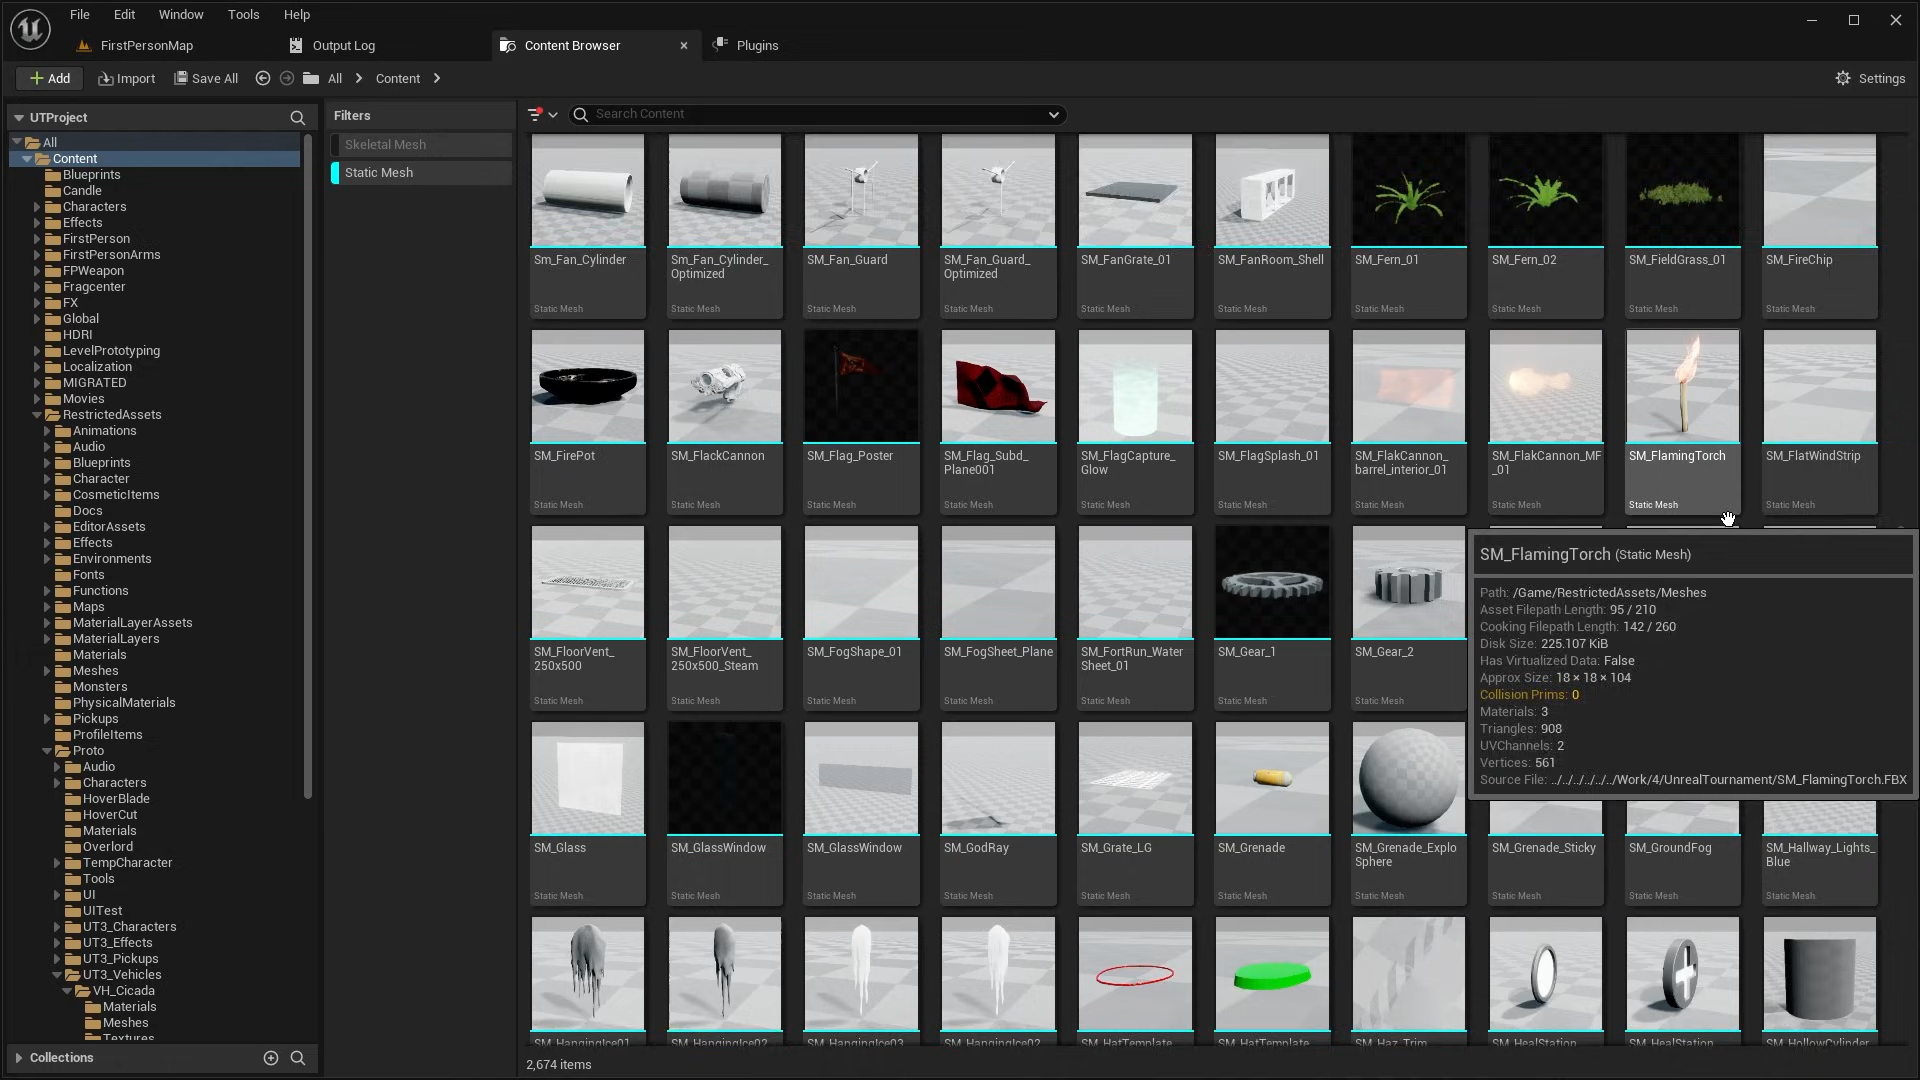 File Edit Window Tools Help
FirstPersonMap Output Log Content Browser Plugins
Add Import Save All All Content Settings
UTProject
All
Content
Blueprints
Candle
Characters
Effects
FirstPerson
FirstPersonArms
FPWeapon
Fragcenter
FX
Global
HDRI
LevelPrototyping
Localization
MIGRATED
Movies
RestrictedAssets
Animations
Audio
Blueprints
Character
CosmeticItems
Docs
EditorAssets
Effects
Environments
Fonts
Functions
Maps
MaterialLayerAssets
MaterialLayers
Materials
Meshes
Monsters
PhysicalMaterials
Pickups
ProfileItems
Proto
Audio
Characters
HoverBlade
HoverCut
Materials
Overlord
TempCharacter
Tools
UI
UITest
UT3_Characters
UT3_Effects
UT3_Pickups
UT3_Vehicles
VH_Cicada
Materials
Meshes
Textures
Collections
Filters
Skeletal Mesh
Static Mesh
Search Content
Sm_Fan_Cylinder Sm_Fan_Cylinder_ SM_Fan_Guard SM_Fan_Guard_ SM_FanGrate_01 SM_FanRoom_Shell SM_Fern_01 SM_Fern_02 SM_FieldGrass_01 SM_FireChip
Optimized Optimized
Static Mesh Static Mesh Static Mesh Static Mesh Static Mesh Static Mesh Static Mesh Static Mesh Static Mesh Static Mesh
SM_FirePot SM_FlackCannon SM_Flag_Poster SM_Flag_Subd_ SM_FlagCapture_ SM_FlagSplash_01 SM_FlakCannon_ SM_FlakCannon_MF SM_FlamingTorch SM_FlatWindStrip
Plane001 Glow barrel_interior_01 _01
Static Mesh Static Mesh Static Mesh Static Mesh Static Mesh Static Mesh Static Mesh Static Mesh Static Mesh Static Mesh
SM_FloorVent_ SM_FloorVent_ SM_FogShape_01 SM_FogSheet_Plane SM_FortRun_Water SM_Gear_1 SM_Gear_2
250x500 250x500_Steam Sheet_01
Static Mesh Static Mesh Static Mesh Static Mesh Static Mesh Static Mesh Static Mesh
SM_FlamingTorch (Static Mesh)
Path: /Game/RestrictedAssets/Meshes
Asset Filepath Length: 95 / 210
Cooking Filepath Length: 142 / 260
Disk Size: 225.107 KiB
Has Virtualized Data: False
Approx Size: 18 × 18 × 104
Collision Prims: 0
Materials: 3
Triangles: 908
UVChannels: 2
Vertices: 561
Source File: ../../../../../../Work/4/UnrealTournament/SM_FlamingTorch.FBX
SM_Glass SM_GlassWindow SM_GlassWindow SM_GodRay SM_Grate_LG SM_Grenade SM_Grenade_Explo SM_Grenade_Sticky SM_GroundFog SM_Hallway_Lights_
Sphere Blue
Static Mesh Static Mesh Static Mesh Static Mesh Static Mesh Static Mesh Static Mesh Static Mesh Static Mesh Static Mesh
SM_HangingIce01 SM_HangingIce02 SM_HangingIce03 SM_HangingIce02 SM_HatTemplate SM_HatTemplate SM_Haz_Trim SM_HealStation SM_HealStation SM_HollowCylinder
2,674 items